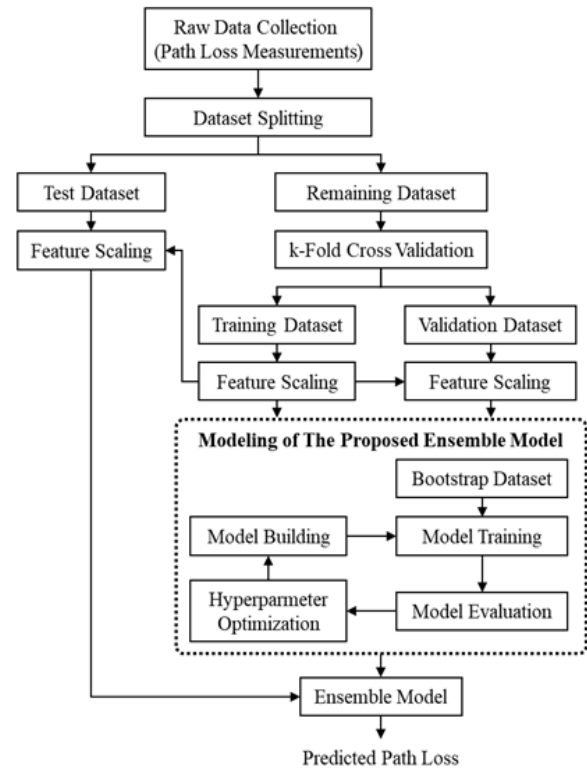 Raw Data Collection
(Path Loss Measurements)
Dataset Splitting
Test Dataset
Remaining Dataset
Feature Scaling
k-Fold Cross Validation
Training Dataset
Validation Dataset
Feature Scaling
Feature Scaling
Modeling of The Proposed Ensemble Model
Bootstrap Dataset
Model Building
Model Training
Hyperparmeter
Optimization
Model Evaluation
Ensemble Model
Predicted Path Loss